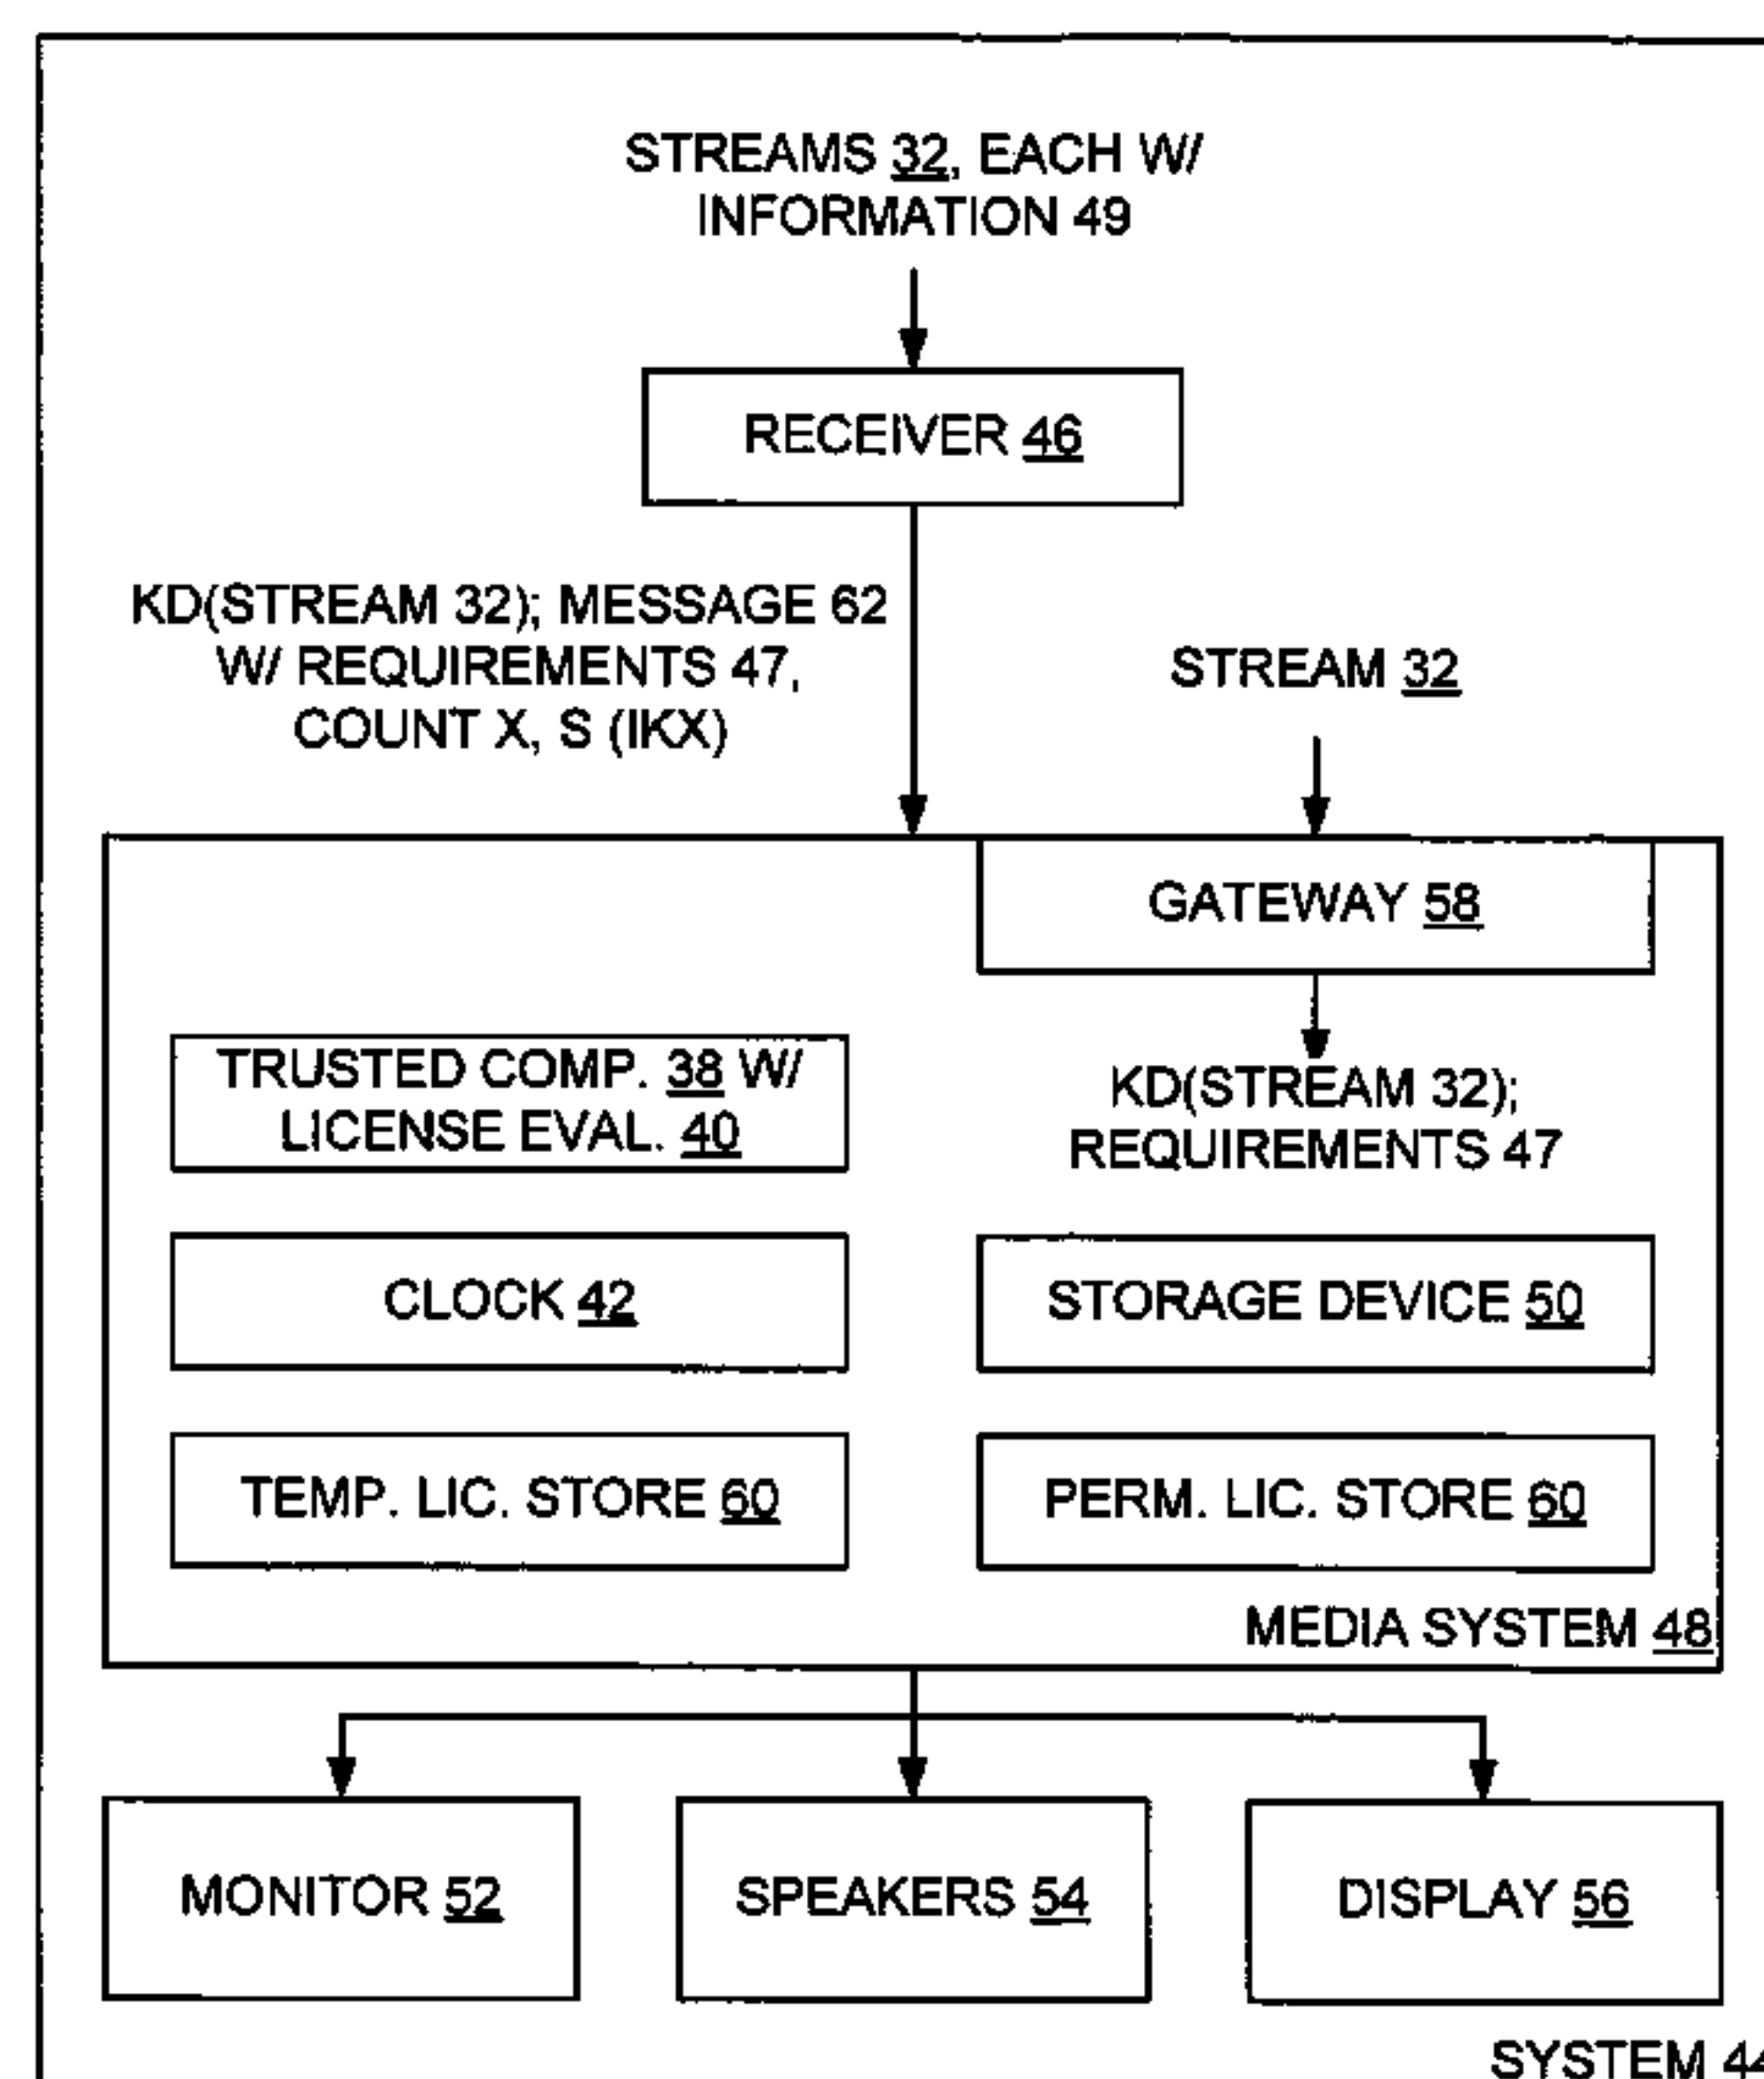 STREAMS 32, EACH W/
INFORMATION 49
RECEIVER 46
KD(STREAM 32); MESSAGE 62
W/ REQUIREMENTS 47,
COUNT X, S (IKX)
STREAM 32
GATEWAY 58
TRUSTED COMP. 38 W/
LICENSE EVAL. 40
KD(STREAM 32);
REQUIREMENTS 47
CLOCK 42
STORAGE DEVICE 50
TEMP. LIC. STORE 60
PERM. LIC. STORE 60
MEDIA SYSTEM 48
MONITOR 52
SPEAKERS 54
DISPLAY 56
SYSTEM 44